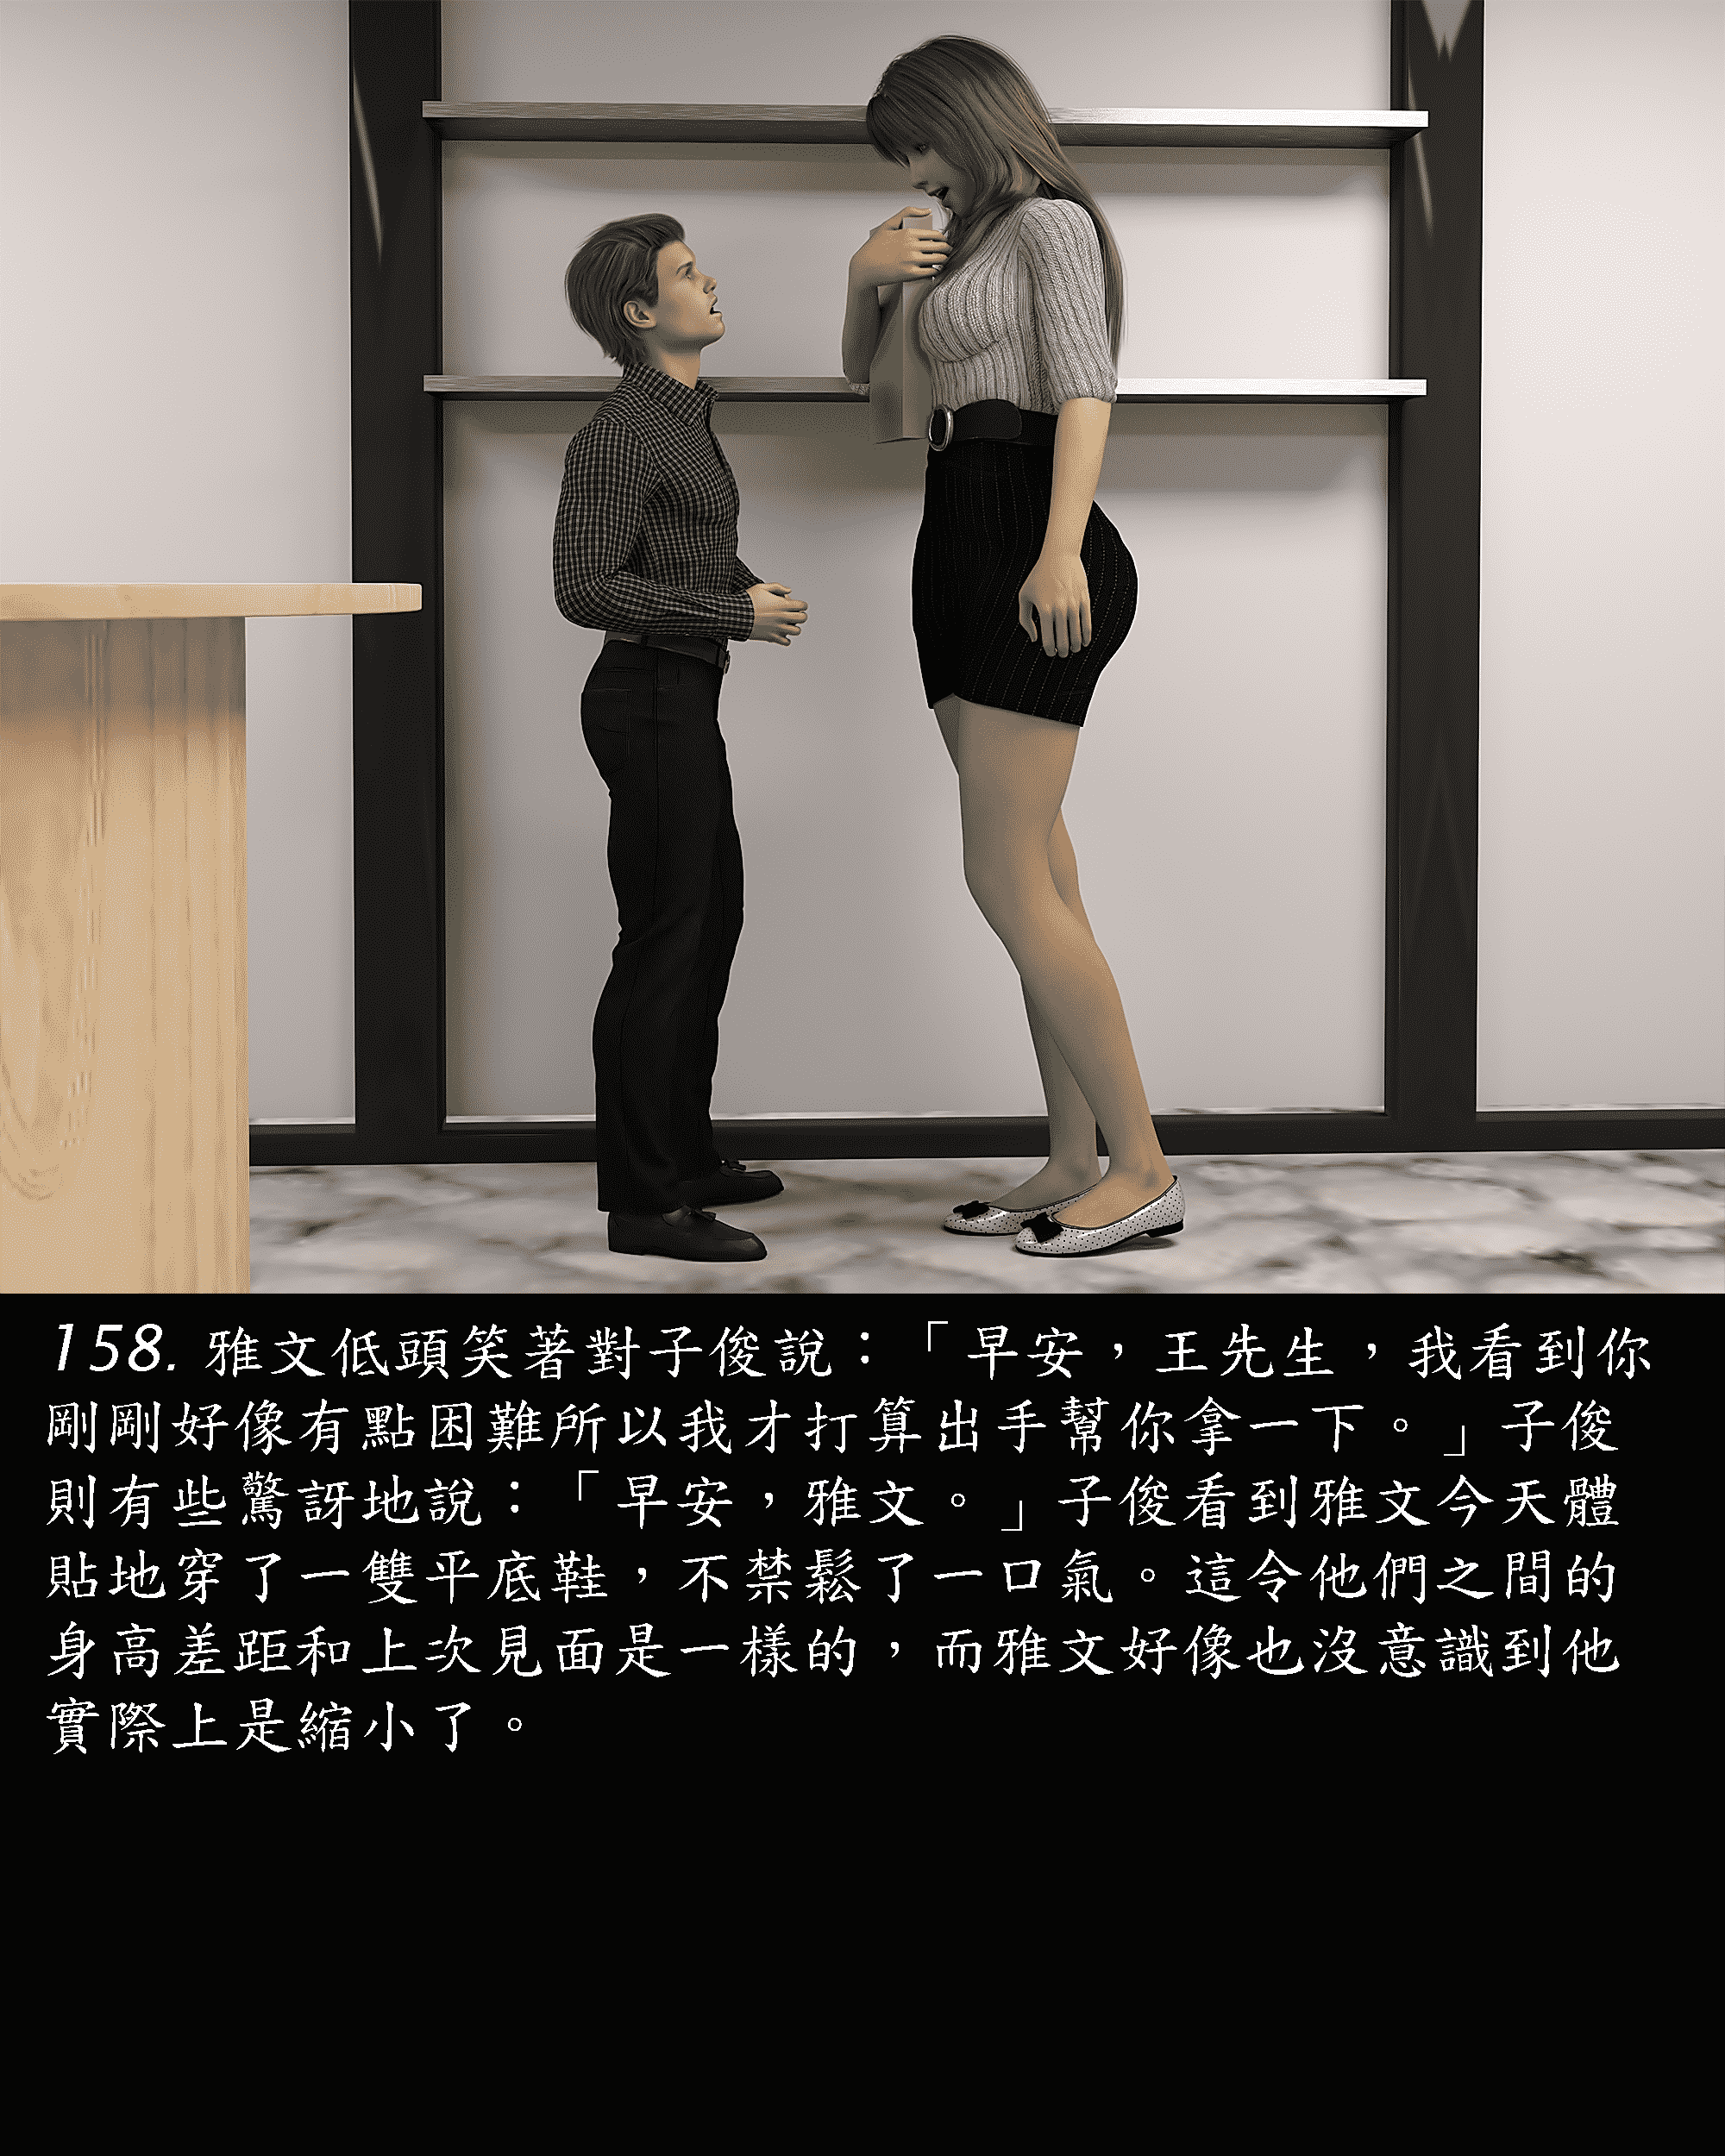 158. 雅文低頭笑著對子俊說：「早安，王先生，我看到你
剛剛好像有點困難所以我才打算出手幫你拿一下。」子俊
則有些驚訝地說：「早安，雅文。」子俊看到雅文今天體
貼地穿了一雙平底鞋，不禁鬆了一口氣。這令他們之間的
身高差距和上次見面是一樣的，而雅文好像也沒意識到他
實際上是縮小了。